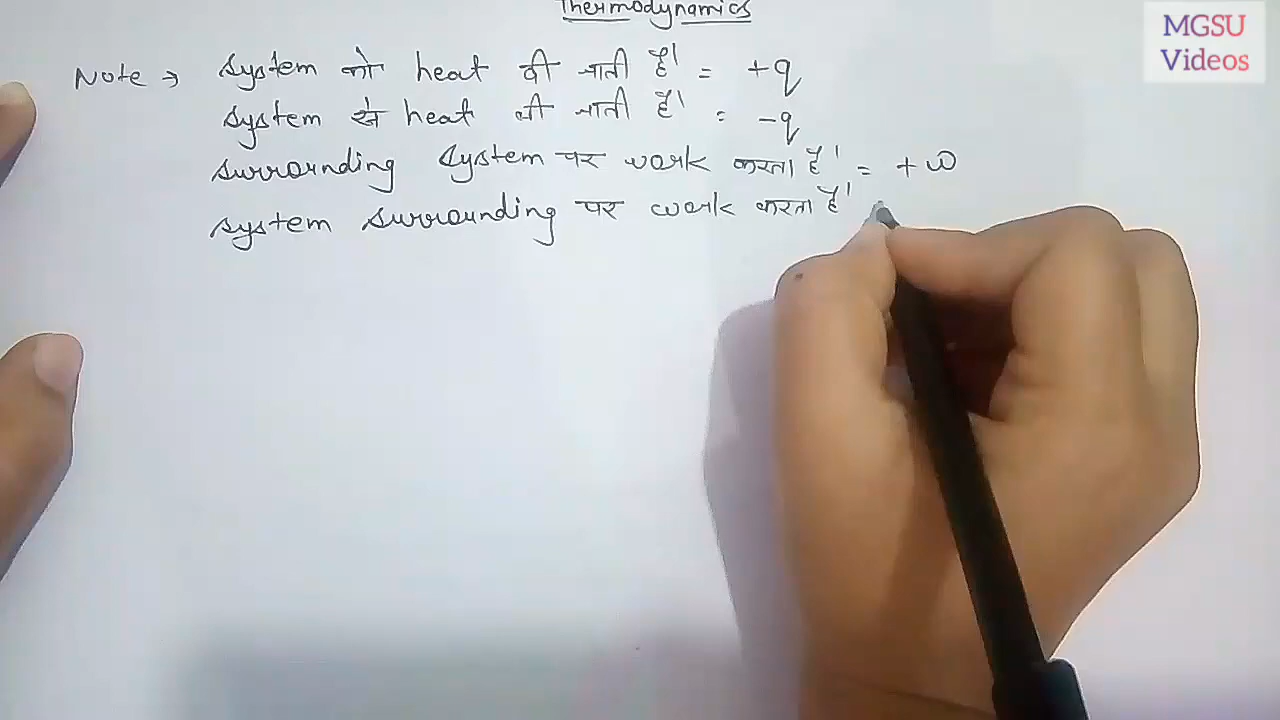 Thermodynamics
MGSU
Videos
Note → System को heat दी जाती है। = +q
System से heat ली जाती है। = -q
Surrounding System पर work करता है। = +w
System Surrounding पर work करता है।